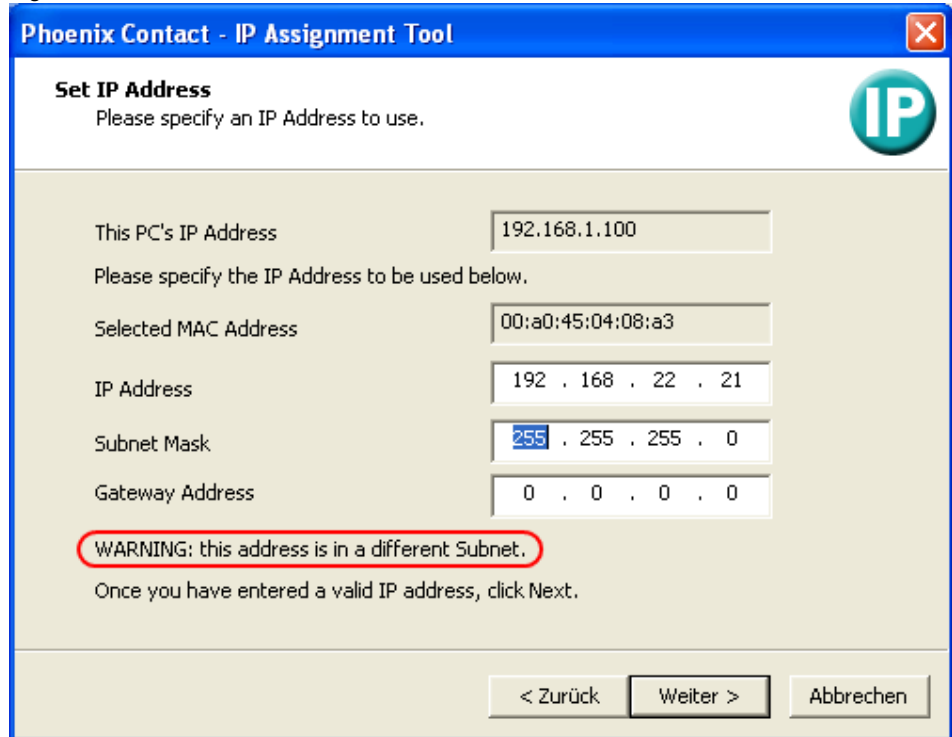 Phoenix Contact - IP Assignment Tool
Set IP Address
Please specify an IP Address to use.
IP
This PC's IP Address 192.168.1.100
Please specify the IP Address to be used below.
Selected MAC Address 00:a0:45:04:08:a3
IP Address 192 . 168 . 22 . 21
Subnet Mask 255 . 255 . 255 . 0
Gateway Address 0 . 0 . 0 . 0
WARNING: this address is in a different Subnet.
Once you have entered a valid IP address, click Next.
< Zurück Weiter > Abbrechen